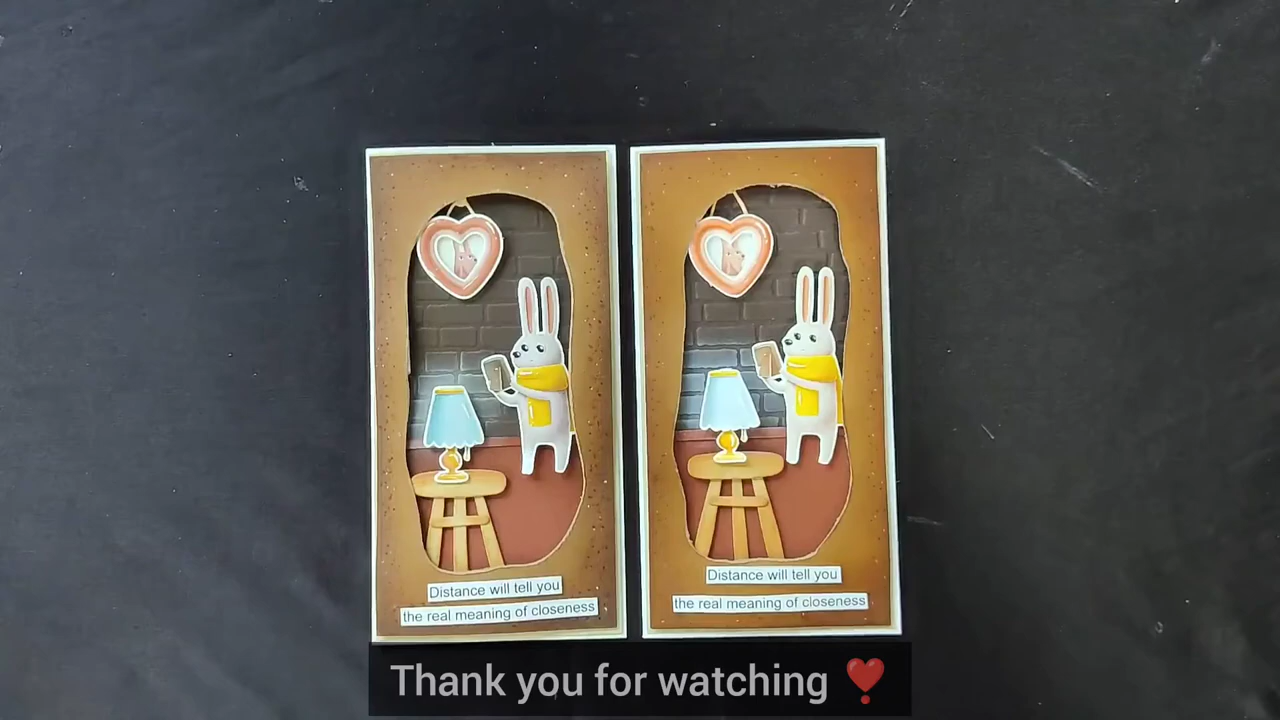 Distance will tell you
the real meaning of closeness
Distance will tell you
the real meaning of closeness
Thank you for watching ❣️